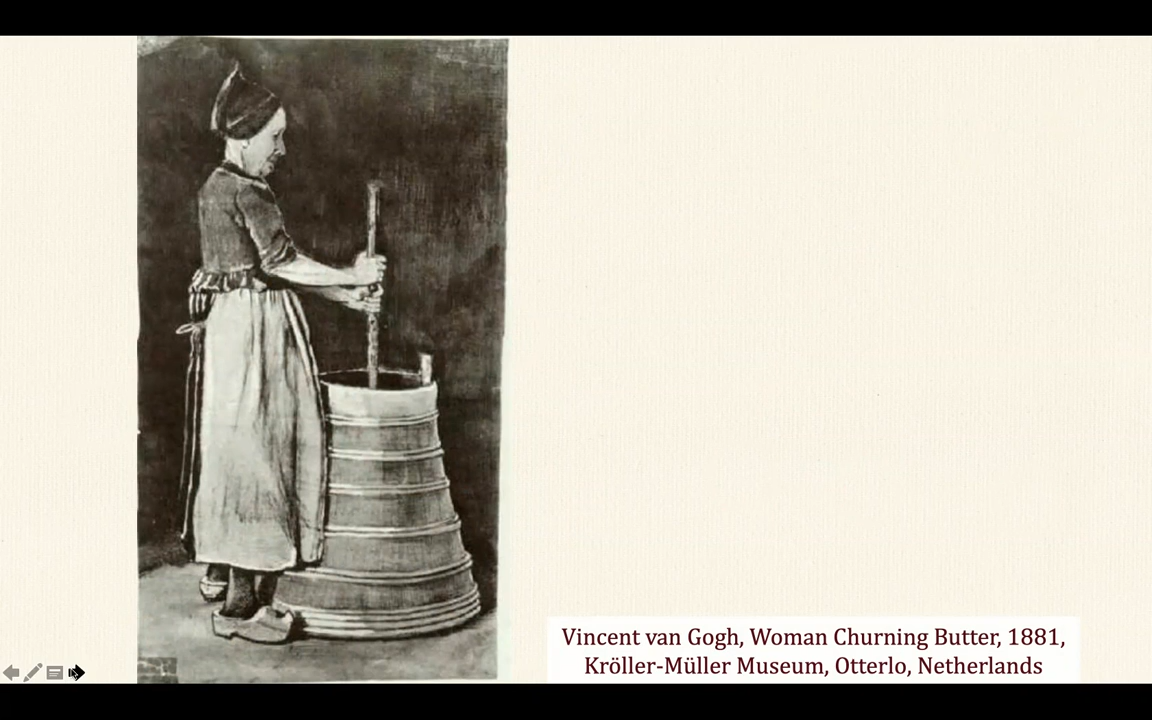 Vincent van Gogh, Woman Churning Butter, 1881,
Kröller-Müller Museum, Otterlo, Netherlands